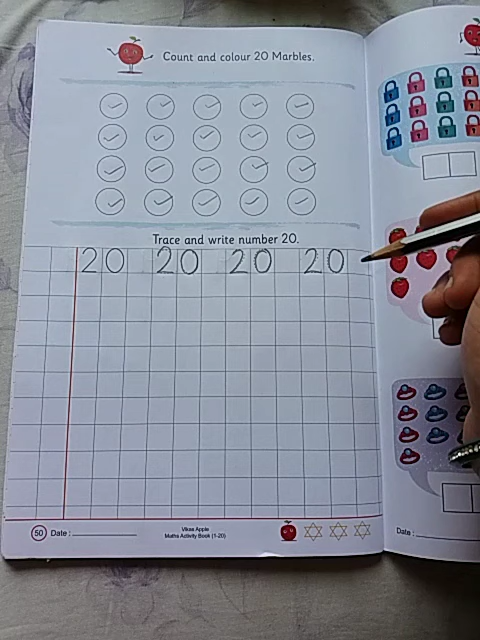 Count and colour 20 Marbles.
Trace and write number 20.
20 20 20 20
50 Date :
Vikas Apple
Maths Activity Book (1-20)
Date :